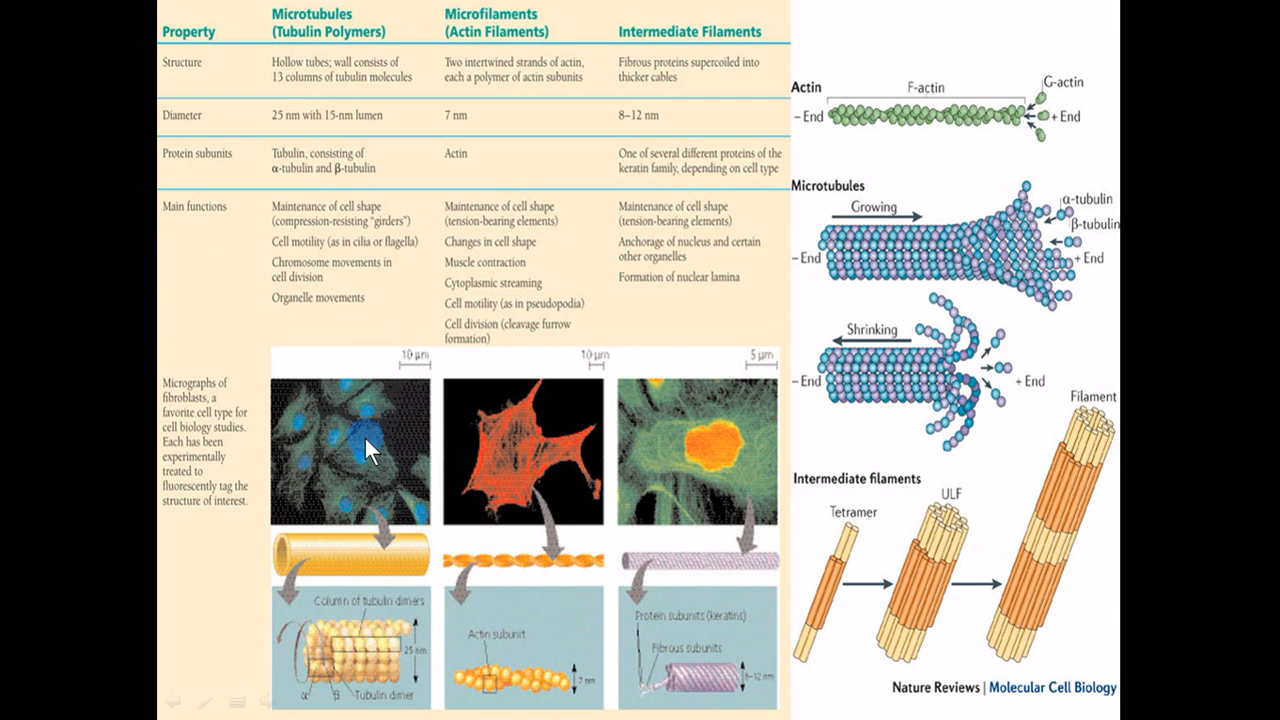 Property
Microtubules
(Tubulin Polymers)
Microfilaments
(Actin Filaments)
Intermediate Filaments
Structure
Hollow tubes; wall consists of
13 columns of tubulin molecules
Two intertwined strands of actin,
each a polymer of actin subunits
Fibrous proteins supercoiled into
thicker cables
Diameter
25 nm with 15-nm lumen
7 nm
8–12 nm
Protein subunits
Tubulin, consisting of
α-tubulin and β-tubulin
Actin
One of several different proteins of the
keratin family, depending on cell type
Main functions
Maintenance of cell shape
(compression-resisting "girders")
Cell motility (as in cilia or flagella)
Chromosome movements in
cell division
Organelle movements
Maintenance of cell shape
(tension-bearing elements)
Changes in cell shape
Muscle contraction
Cytoplasmic streaming
Cell motility (as in pseudopodia)
Cell division (cleavage furrow
formation)
Maintenance of cell shape
(tension-bearing elements)
Anchorage of nucleus and certain
other organelles
Formation of nuclear lamina
10 μm
10 μm
5 μm
Micrographs of
fibroblasts, a
favorite cell type for
cell biology studies.
Each has been
experimentally
treated to
fluorescently tag the
structure of interest.
Column of tubulin dimers
25 nm
α
β
Tubulin dimer
Actin subunit
7 nm
Protein subunits (keratins)
Fibrous subunits
8–12 nm
Actin
F-actin
G-actin
– End
+ End
Microtubules
Growing
α-tubulin
β-tubulin
– End
+ End
Shrinking
– End
+ End
Filament
Intermediate filaments
ULF
Tetramer
Nature Reviews | Molecular Cell Biology